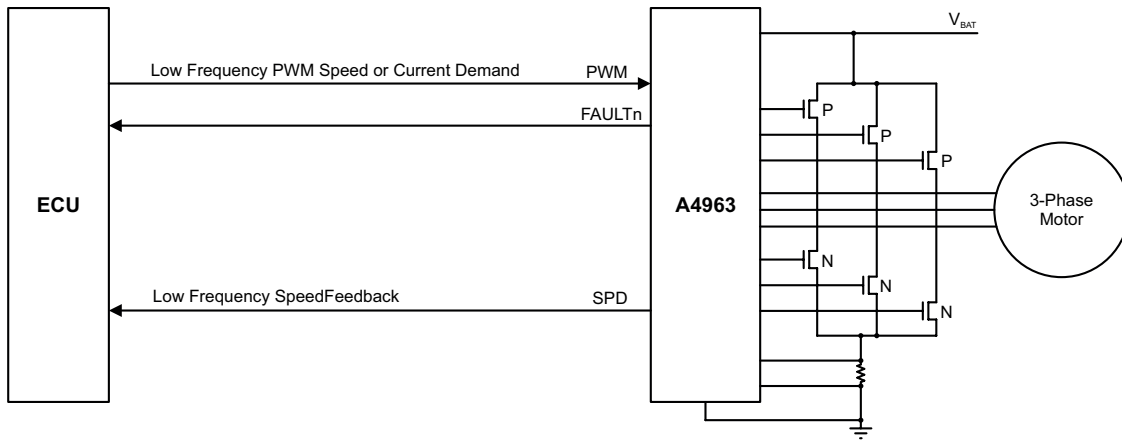 V_BAT
Low Frequency PWM Speed or Current Demand
PWM
FAULTn
P
P
P
ECU
A4963
3-Phase
Motor
N
N
N
Low Frequency SpeedFeedback
SPD